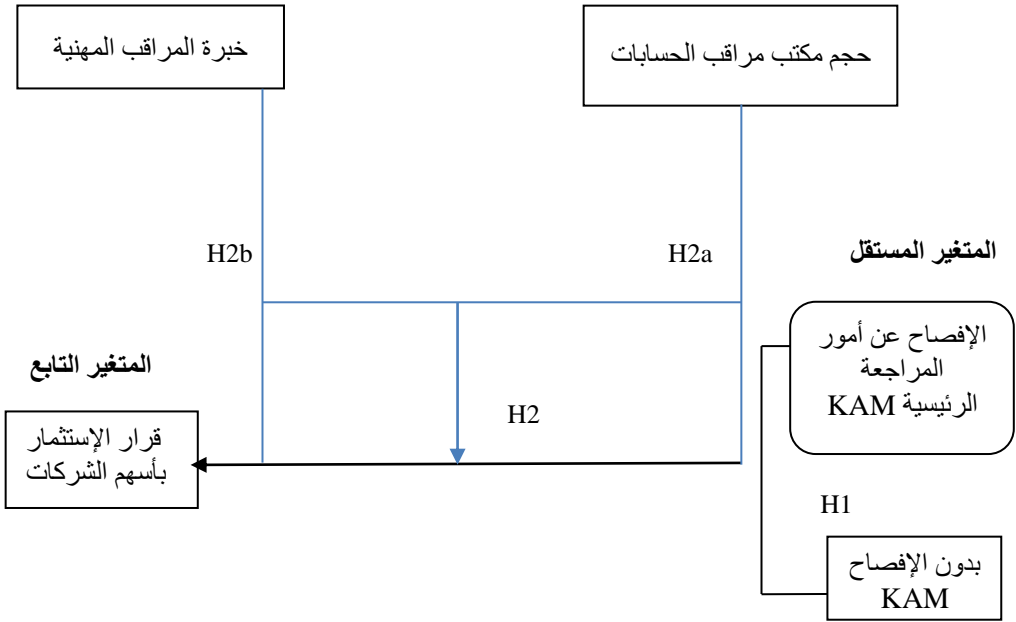 حجم مكتب مراقب الحسابات
خبرة المراقب المهنية
H2a
H2b
المتغير المستقل
الإفصاح عن أمور
المراجعة
الرئيسية KAM
المتغير التابع
قرار الإستثمار
بأسهم الشركات
H2
H1
بدون الإفصاح
KAM